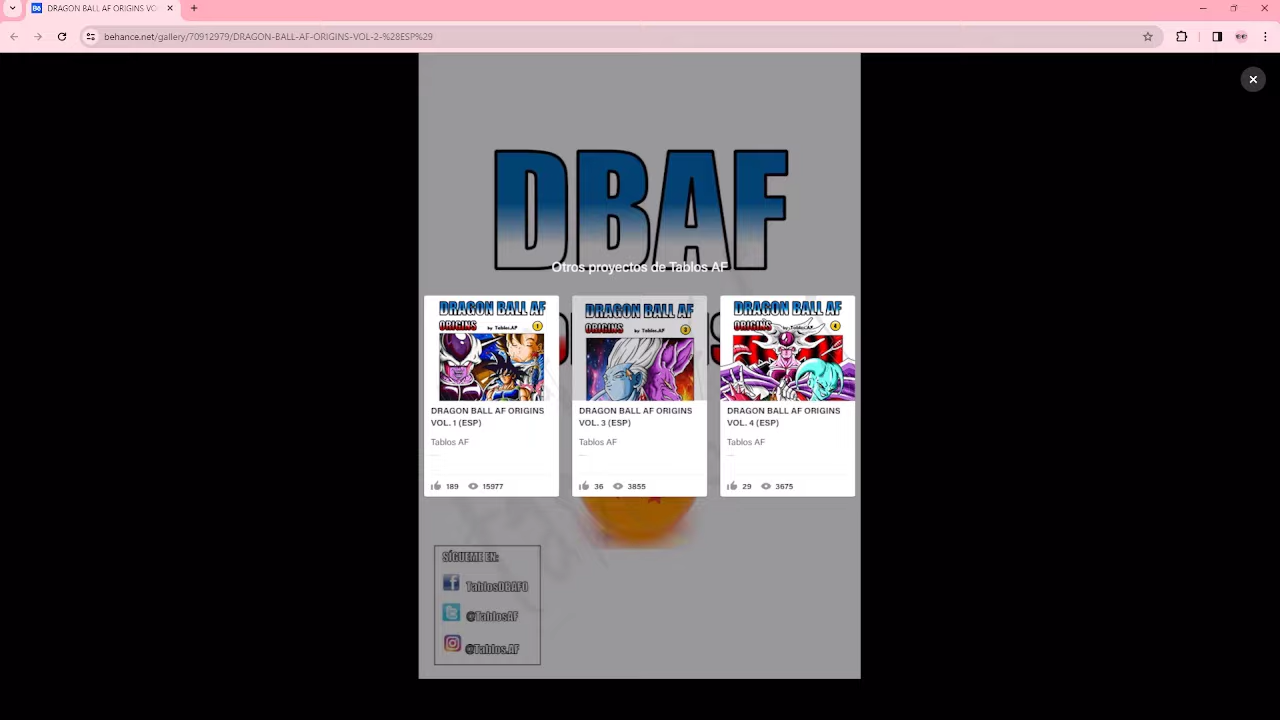 DRAGON BALL AF ORIGINS VO
behance.net/gallery/70912979/DRAGON-BALL-AF-ORIGINS-VOL-2-%28ESP%29
DBAF
Otros proyectos de Tablos AF
DRAGON BALL AF
ORIGINS by Tablos.AF 1
DRAGON BALL AF ORIGINS
VOL. 1 (ESP)
Tablos AF
189 15977
DRAGON BALL AF
ORIGINS by Tablos.AF 3
DRAGON BALL AF ORIGINS
VOL. 3 (ESP)
Tablos AF
36 3855
DRAGON BALL AF
ORIGINS by Tablos.AF 4
DRAGON BALL AF ORIGINS
VOL. 4 (ESP)
Tablos AF
29 3675
SÍGUEME EN:
TablosDBAFO
@TablosAF
@Tablos.AF